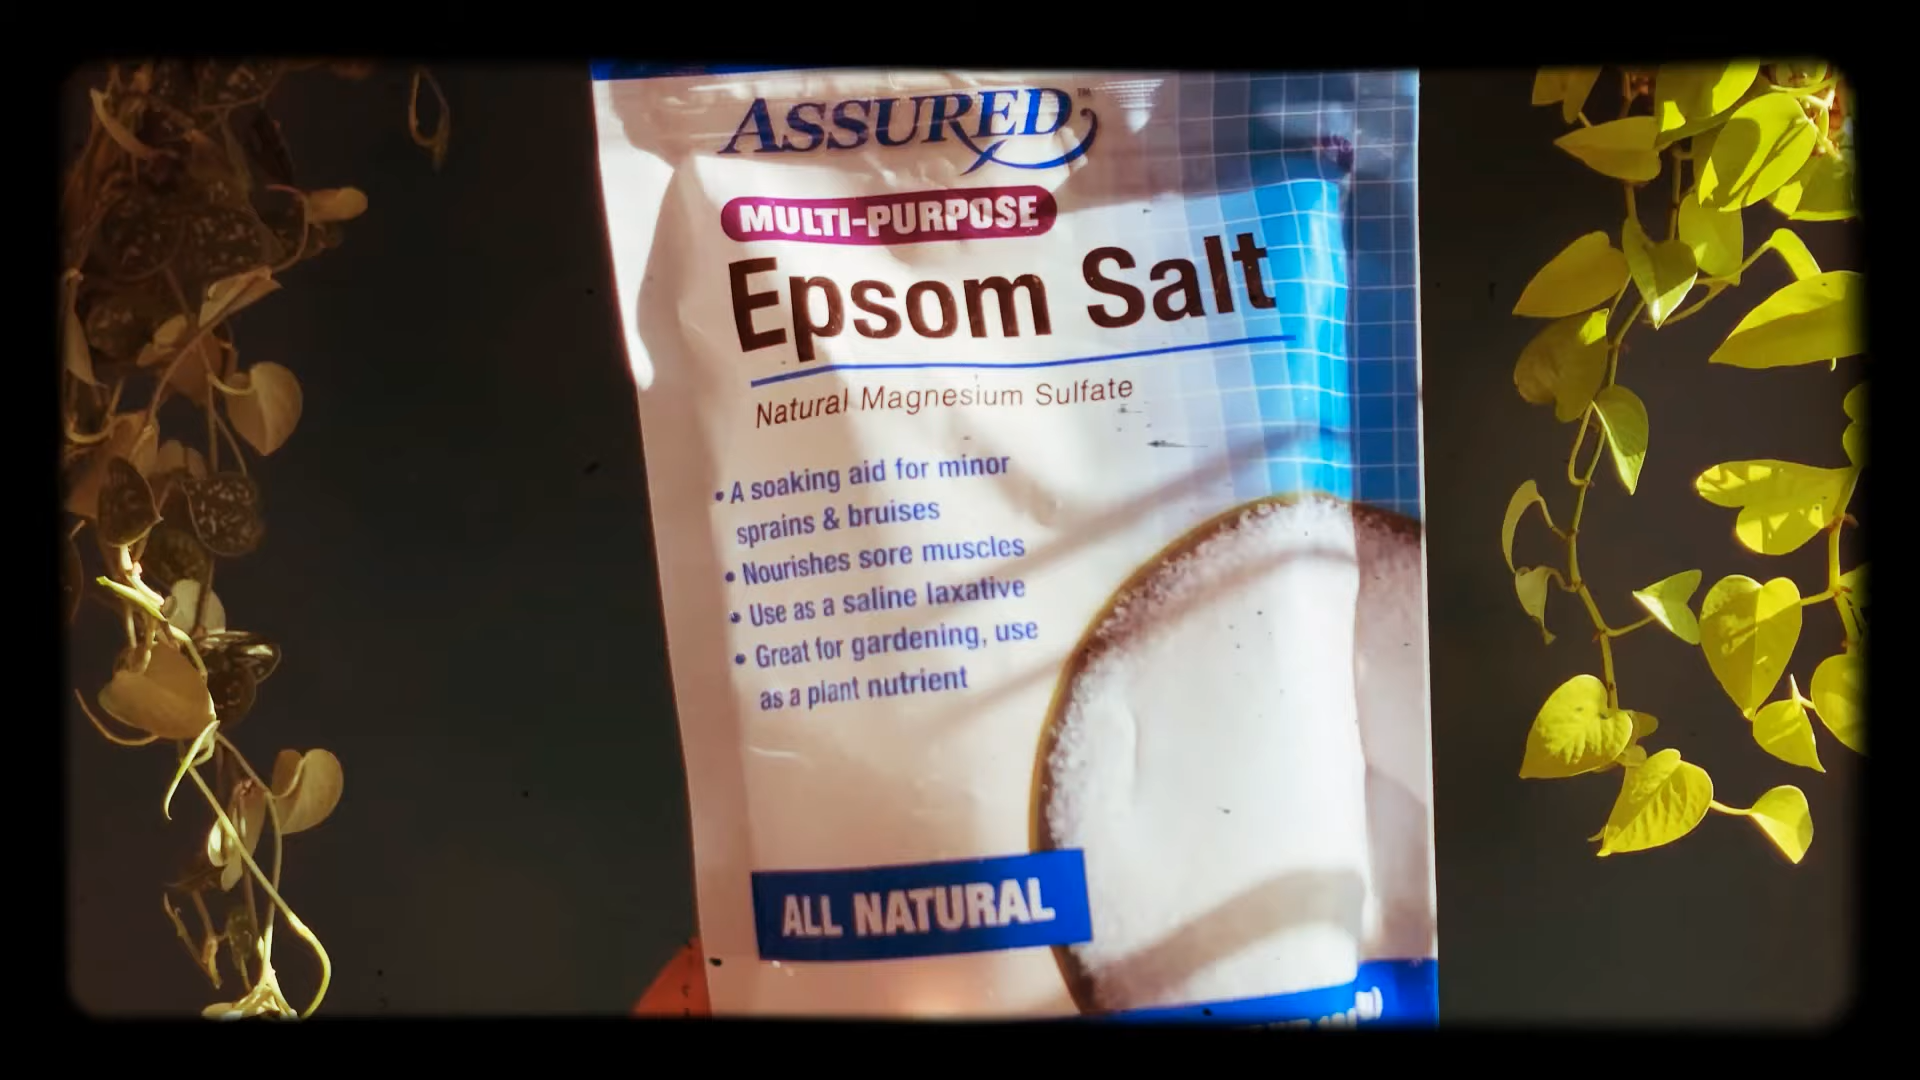 ASSURED™
MULTI-PURPOSE
Epsom Salt
Natural Magnesium Sulfate
• A soaking aid for minor
sprains & bruises
• Nourishes sore muscles
• Use as a saline laxative
• Great for gardening, use
as a plant nutrient
ALL NATURAL